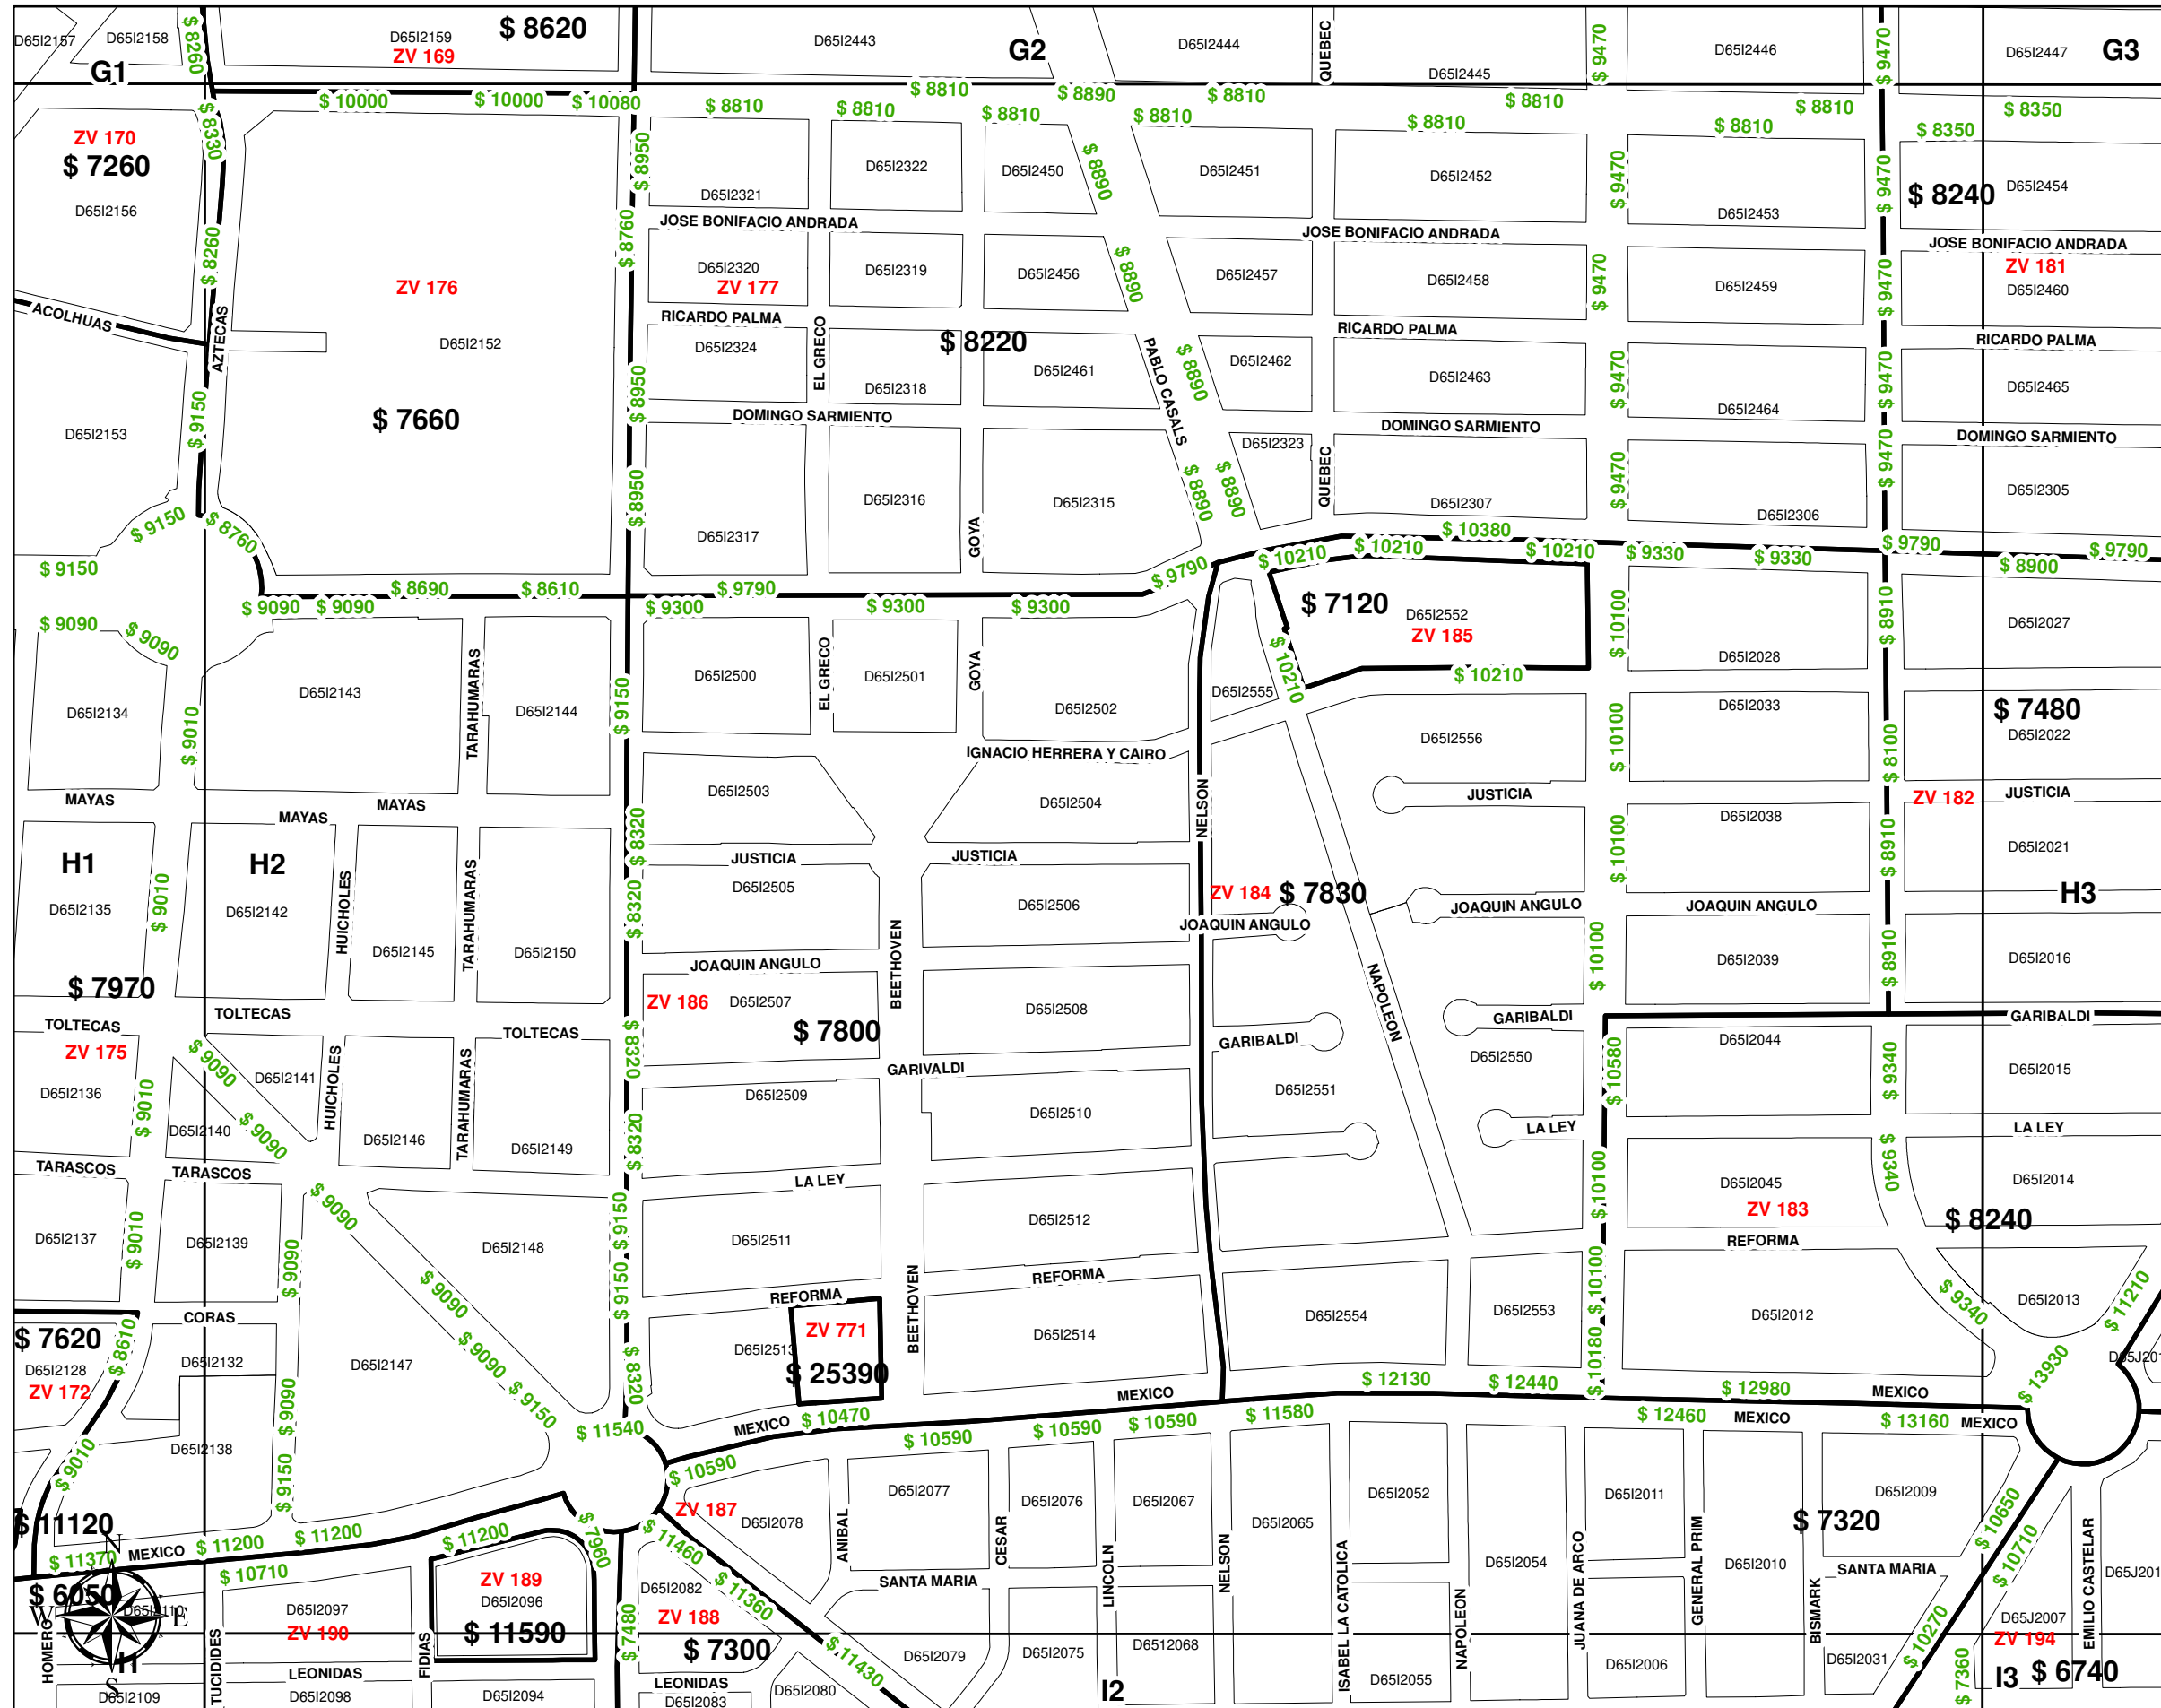 D65I2157
D65I2158
$ 8260
D65I2159
ZV 169
$ 8620
D65I2443
G2
D65I2444
QUEBEC
D65I2445
$ 9470
D65I2446
$ 9470
D65I2447
G3
G1
$ 10000
$ 10000
$ 10080
$ 8810
$ 8810
$ 8810
$ 8810
$ 8890
$ 8810
$ 8810
$ 8810
$ 8810
$ 8810
$ 8810
$ 8350
$ 8350
ZV 170
$ 7260
D65I2156
$ 8330
$ 8950
D65I2321
D65I2322
D65I2450
$ 8890
D65I2451
D65I2452
$ 9470
D65I2453
$ 9470
$ 8240
D65I2454
JOSE BONIFACIO ANDRADA
JOSE BONIFACIO ANDRADA
JOSE BONIFACIO ANDRADA
$ 8260
$ 8760
ZV 176
D65I2320
ZV 177
D65I2319
D65I2456
$ 8890
D65I2457
D65I2458
$ 9470
D65I2459
$ 9470
ZV 181
D65I2460
ACOLHUAS
AZTECAS
D65I2152
RICARDO PALMA
RICARDO PALMA
RICARDO PALMA
D65I2324
EL GRECO
$ 8220
D65I2318
D65I2461
PABLO CASALS
$ 8890
D65I2462
D65I2463
$ 9470
D65I2464
$ 9470
D65I2465
$ 7660
$ 8950
D65I2153
$ 9150
DOMINGO SARMIENTO
DOMINGO SARMIENTO
DOMINGO SARMIENTO
$ 8950
D65I2317
D65I2316
GOYA
D65I2315
$ 8890
$ 8890
D65I2323
QUEBEC
D65I2307
$ 9470
D65I2306
$ 9470
D65I2305
$ 9150
$ 8760
$ 9150
$ 10380
$ 10210
$ 10210
$ 10210
$ 9330
$ 9330
$ 9790
$ 9790
$ 8900
$ 9090
$ 9090
$ 8690
$ 8610
$ 9300
$ 9790
$ 9300
$ 9300
$ 9790
$ 9090
$ 9090
$ 7120
D65I2552
ZV 185
$ 10210
$ 10210
$ 10100
D65I2028
$ 8910
D65I2027
D65I2134
$ 9010
D65I2143
TARAHUMARAS
D65I2144
$ 9150
D65I2500
EL GRECO
D65I2501
GOYA
D65I2502
D65I2555
D65I2556
$ 10100
D65I2033
$ 8100
$ 7480
D65I2022
IGNACIO HERRERA Y CAIRO
NELSON
MAYAS
MAYAS
MAYAS
D65I2503
D65I2504
JUSTICIA
ZV 182
JUSTICIA
$ 8320
JUSTICIA
JUSTICIA
$ 10100
D65I2038
$ 8910
D65I2021
H1
H2
D65I2135
$ 9010
D65I2142
HUICHOLES
D65I2145
TARAHUMARAS
D65I2150
$ 8320
D65I2505
D65I2506
BEETHOVEN
ZV 184
$ 7830
JOAQUIN ANGULO
JOAQUIN ANGULO
JOAQUIN ANGULO
JOAQUIN ANGULO
H3
$ 10100
D65I2039
$ 8910
D65I2016
$ 7970
ZV 186
D65I2507
$ 7800
D65I2508
NAPOLEON
TOLTECAS
TOLTECAS
TOLTECAS
GARIBALDI
GARIBALDI
GARIBALDI
GARIVALDI
ZV 175
D65I2136
$ 9010
$ 9090
D65I2141
HUICHOLES
D65I2140
$ 9090
D65I2146
TARAHUMARAS
D65I2149
$ 8320
$ 8320
D65I2509
D65I2510
D65I2551
D65I2550
$ 10580
D65I2044
$ 9340
D65I2015
LA LEY
LA LEY
LA LEY
TARASCOS
TARASCOS
D65I2137
$ 9010
D65I2139
$ 9090
$ 9090
D65I2148
$ 9150
D65I2511
D65I2512
$ 10100
D65I2045
ZV 183
$ 9340
D65I2014
$ 8240
REFORMA
REFORMA
REFORMA
CORAS
$ 7620
D65I2128
ZV 172
$ 8610
D65I2132
$ 9090
D65I2147
$ 9090
$ 9090
$ 9150
$ 9150
$ 8320
D65I2513
ZV 771
$ 25390
BEETHOVEN
D65I2514
D65I2554
D65I2553
$ 10100
$ 10180
D65I2012
$ 9340
D65I2013
$ 11210
$ 13930
MEXICO
MEXICO
MEXICO
MEXICO
MEXICO
$ 10470
$ 12130
$ 12440
$ 12980
$ 10590
$ 10590
$ 10590
$ 11580
$ 12460
$ 13160
D65I2138
$ 9010
$ 9150
$ 11540
$ 10590
ZV 187
D65I2078
ANIBAL
D65I2077
CESAR
D65I2076
LINCOLN
D65I2067
NELSON
D65I2065
ISABEL LA CATOLICA
D65I2052
NAPOLEON
D65I2054
JUANA DE ARCO
D65I2011
GENERAL PRIM
D65I2010
BISMARK
D65I2009
$ 7320
$ 10650
$ 10710
EMILIO CASTELAR
$ 11120
$ 11370
MEXICO
$ 11200
$ 11200
$ 11200
$ 7960
$ 11460
$ 11360
$ 10710
SANTA MARIA
SANTA MARIA
N
W
E
S
$ 6050
HOMERO
D65I2097
ZV 190
TUCIDIDES
FIDIAS
ZV 189
D65I2096
$ 11590
$ 7480
D65I2082
ZV 188
$ 7300
$ 11430
D65I2079
D65I2075
D6512068
D65I2055
D65I2006
D65I2031
$ 10270
$ 7360
D65J2007
ZV 194
I3
$ 6740
LEONIDAS
LEONIDAS
D65I2109
D65I2098
D65I2094
D65I2083
D65I2080
I2